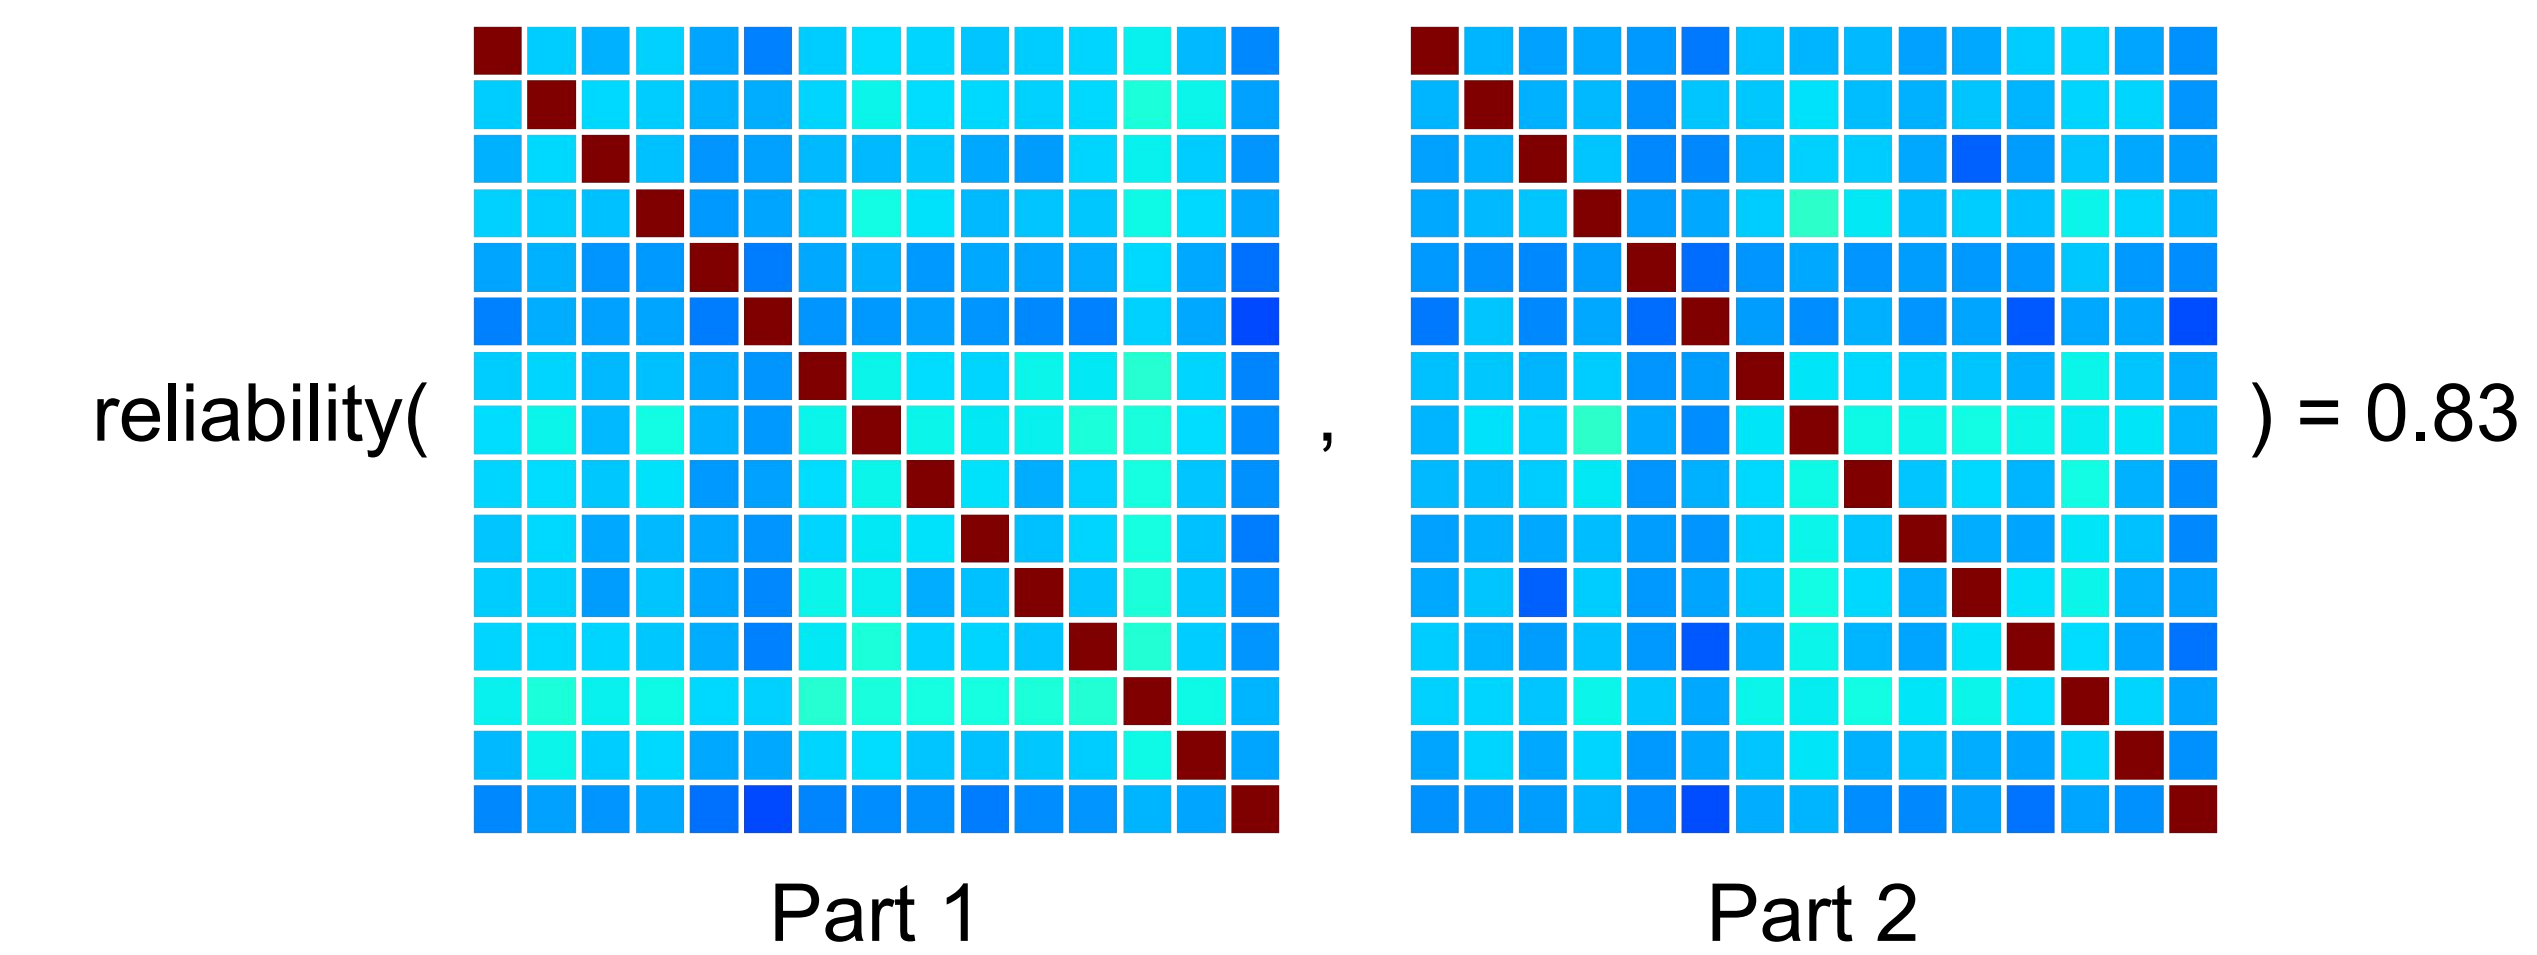 reliability( , ) = 0.83
Part 1 Part 2